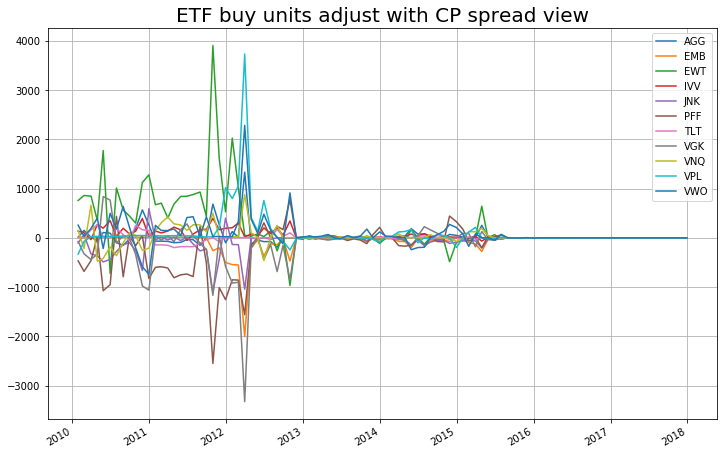 ETF buy units adjust with CP spread view
4000
3000
2000
1000
0
−1000
−2000
−3000
2010
2011
2012
2013
2014
2015
2016
2017
2018
AGG
EMB
EWT
IVV
JNK
PFF
TLT
VGK
VNQ
VPL
VWO